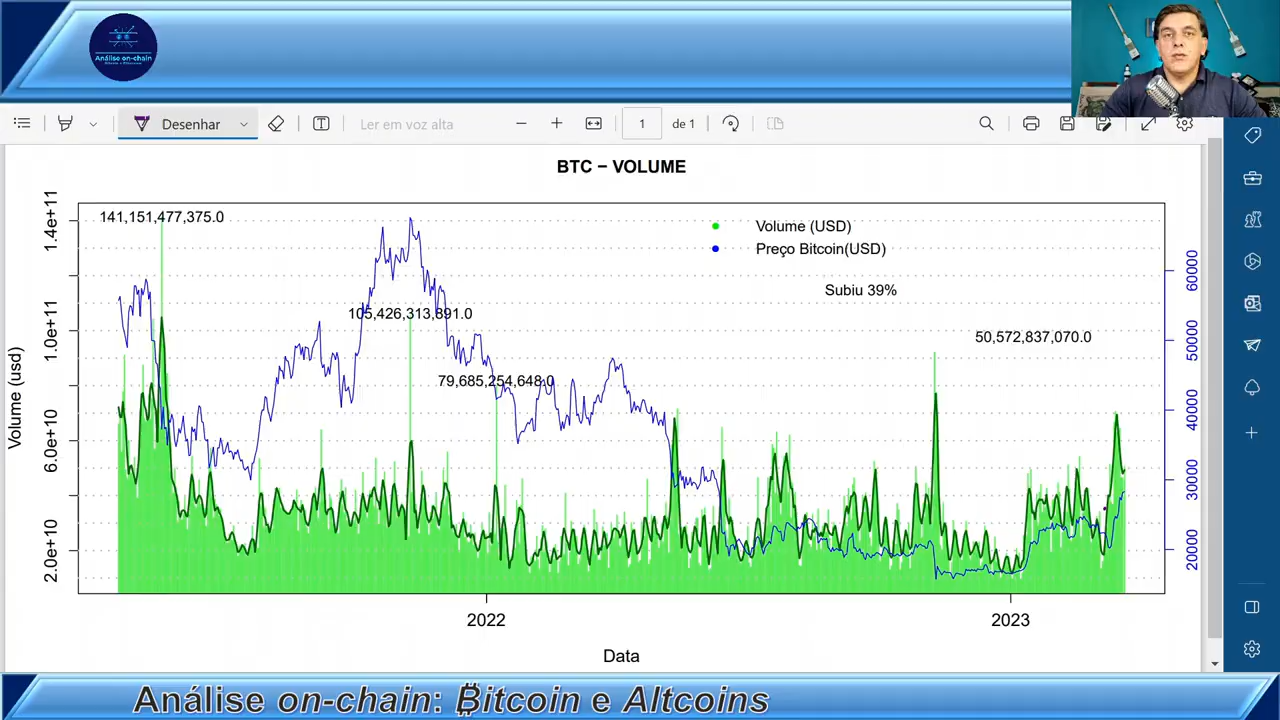 Análise on-chain
Desenhar
Ler em voz alta
1
de 1
BTC − VOLUME
141,151,477,375.0
105,426,313,891.0
79,685,254,648.0
50,572,837,070.0
Volume (USD)
Preço Bitcoin(USD)
Subiu 39%
Volume (usd)
1.4e+11
1.0e+11
6.0e+10
2.0e+10
60000
50000
40000
30000
20000
2022
2023
Data
Análise on-chain: ₿itcoin e Altcoins